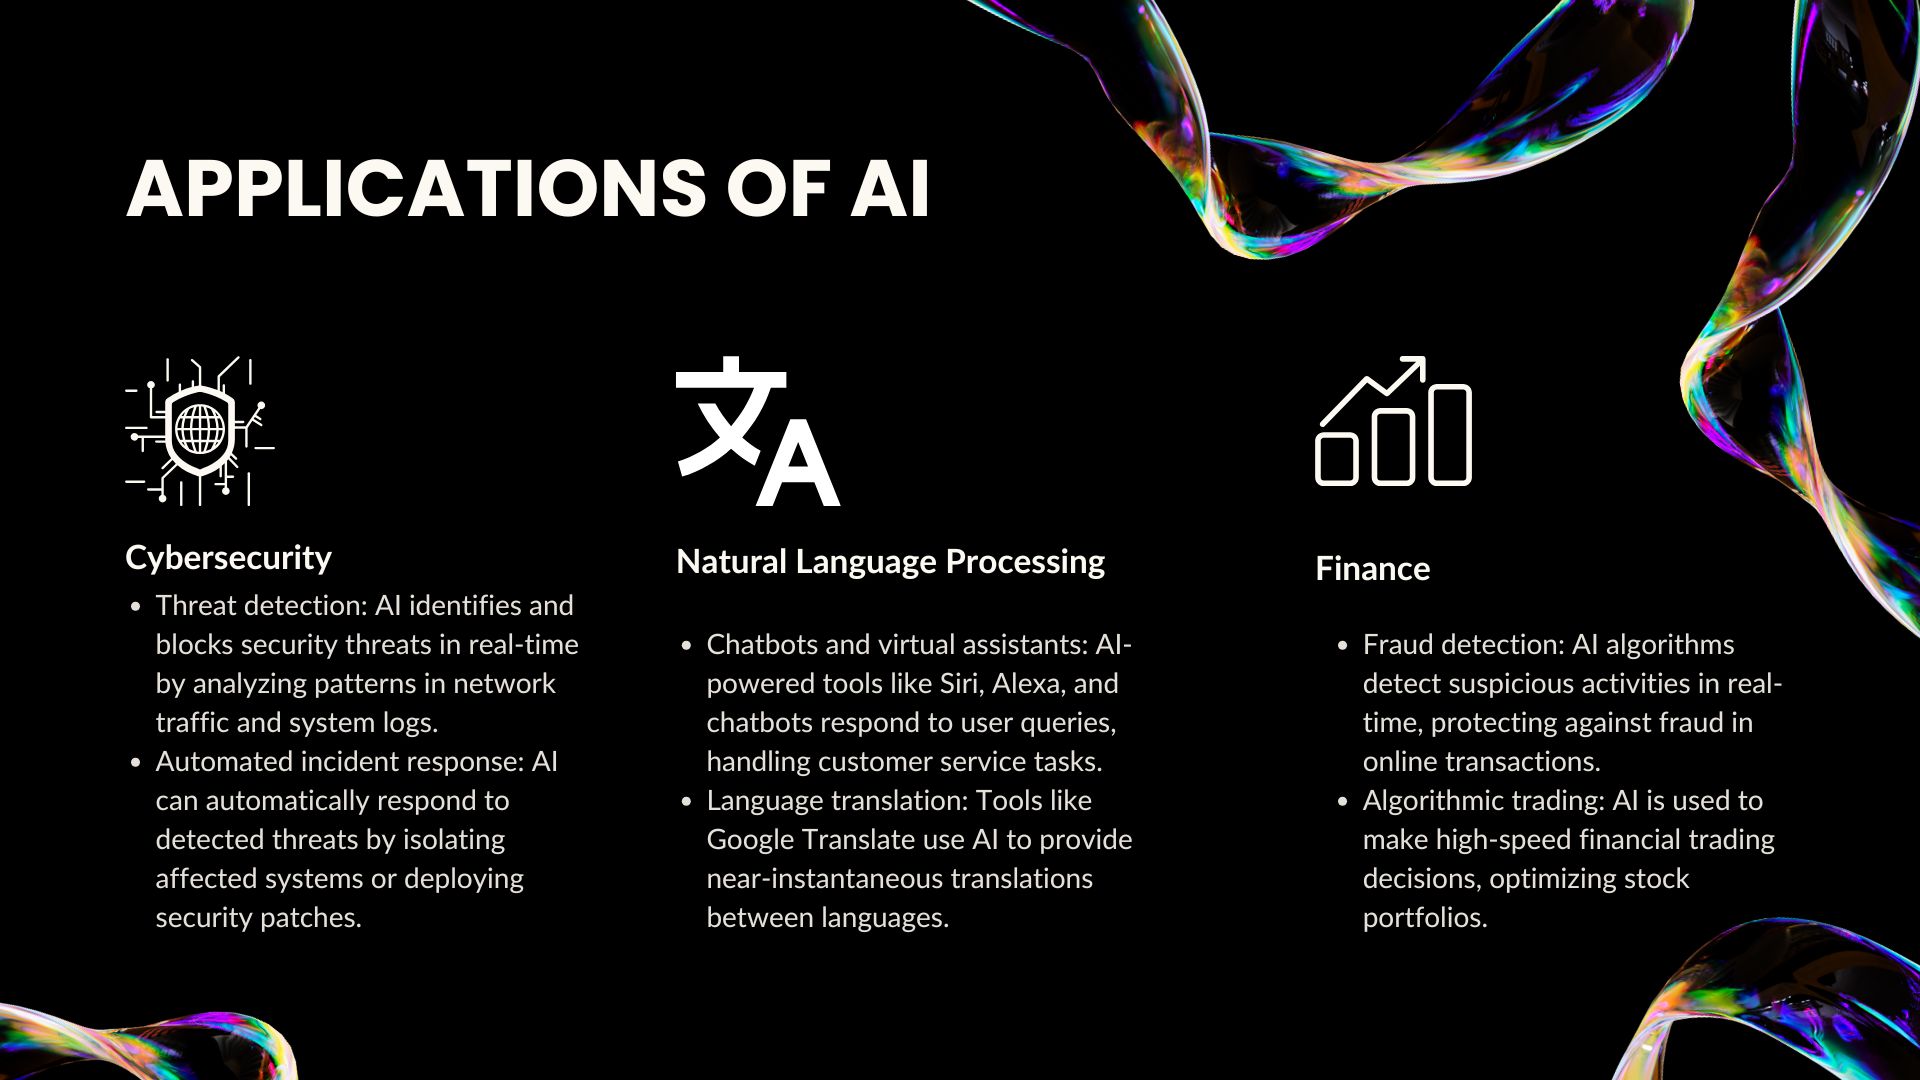 APPLICATIONS OF AI
文A
Cybersecurity
• Threat detection: AI identifies and
blocks security threats in real-time
by analyzing patterns in network
traffic and system logs.
• Automated incident response: AI
can automatically respond to
detected threats by isolating
affected systems or deploying
security patches.
Natural Language Processing
• Chatbots and virtual assistants: AI-
powered tools like Siri, Alexa, and
chatbots respond to user queries,
handling customer service tasks.
• Language translation: Tools like
Google Translate use AI to provide
near-instantaneous translations
between languages.
Finance
• Fraud detection: AI algorithms
detect suspicious activities in real-
time, protecting against fraud in
online transactions.
• Algorithmic trading: AI is used to
make high-speed financial trading
decisions, optimizing stock
portfolios.